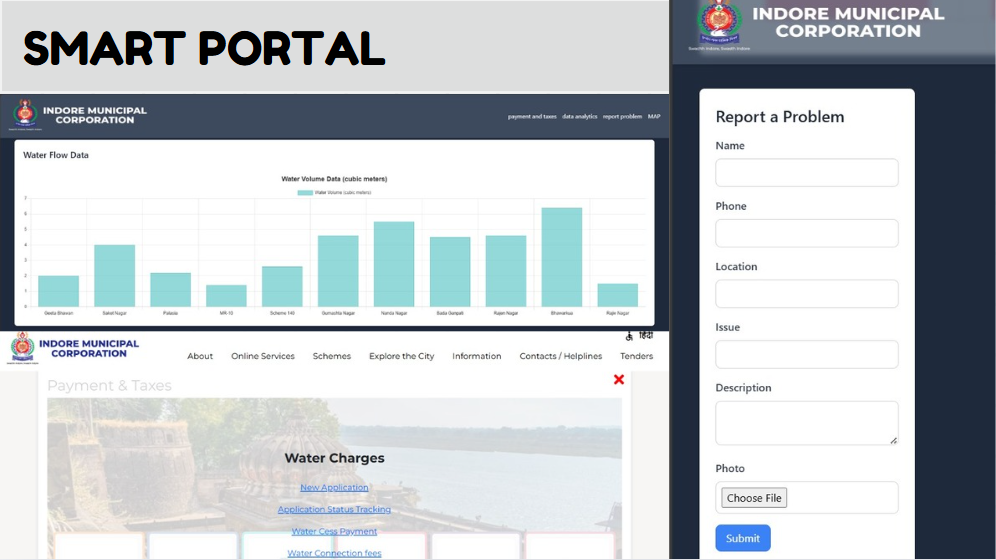 SMART PORTAL
INDORE MUNICIPAL
CORPORATION
payment and taxes data analytics report problem MAP
Water Flow Data
Water Volume Data (cubic meters)
Water Volume (cubic meters)
7
6
5
4
3
2
1
0
Geeta Bhawan Saket Nagar Palasia MR-10 Scheme 140 Gumashta Nagar Nanda Nagar Bada Ganpati Rajen Nagar Bhanwarkua Rajiv Nagar
हिंदी
INDORE MUNICIPAL
CORPORATION
About Online Services Schemes Explore the City Information Contacts / Helplines Tenders
Payment & Taxes
Water Charges
New Application
Application Status Tracking
Water Cess Payment
Water Connection fees
INDORE MUNICIPAL
CORPORATION
Report a Problem
Name
Phone
Location
Issue
Description
Photo
Choose File
Submit